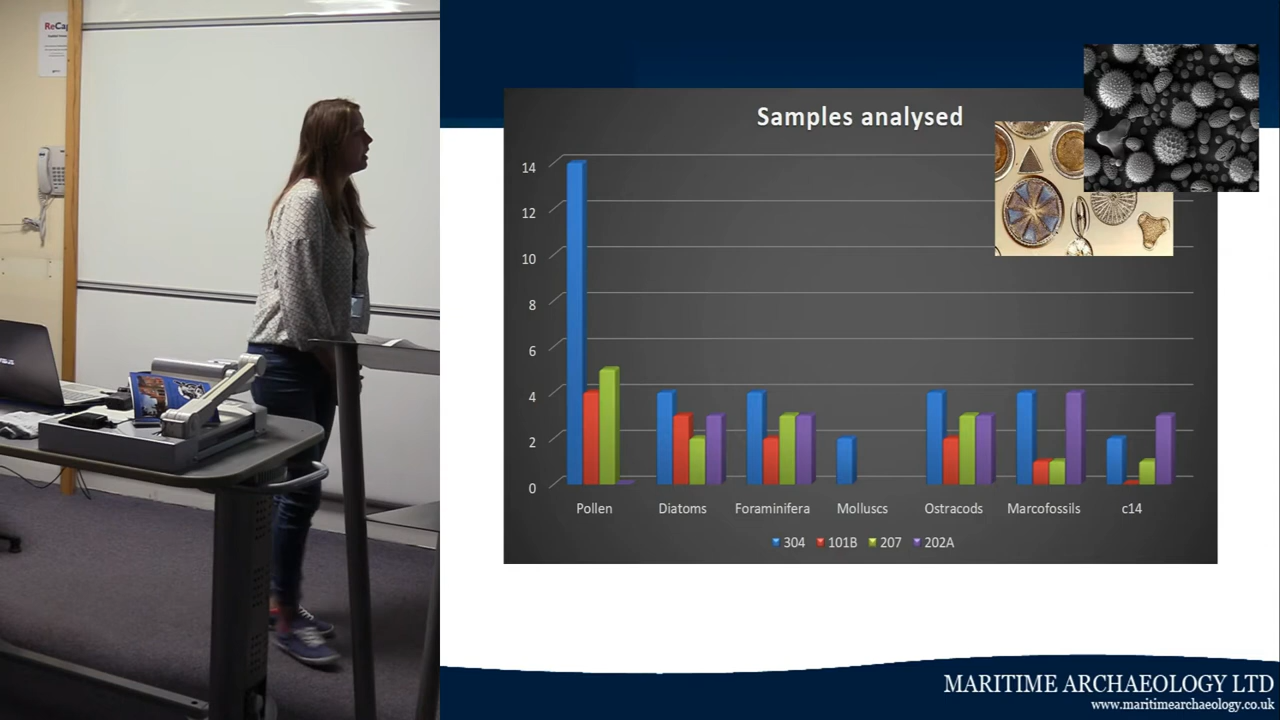 ReCap
Samples analysed
14
12
10
8
6
4
2
0
Pollen Diatoms Foraminifera Molluscs Ostracods Marcofossils c14
304 101B 207 202A
MARITIME ARCHAEOLOGY LTD
www.maritimearchaeology.co.uk